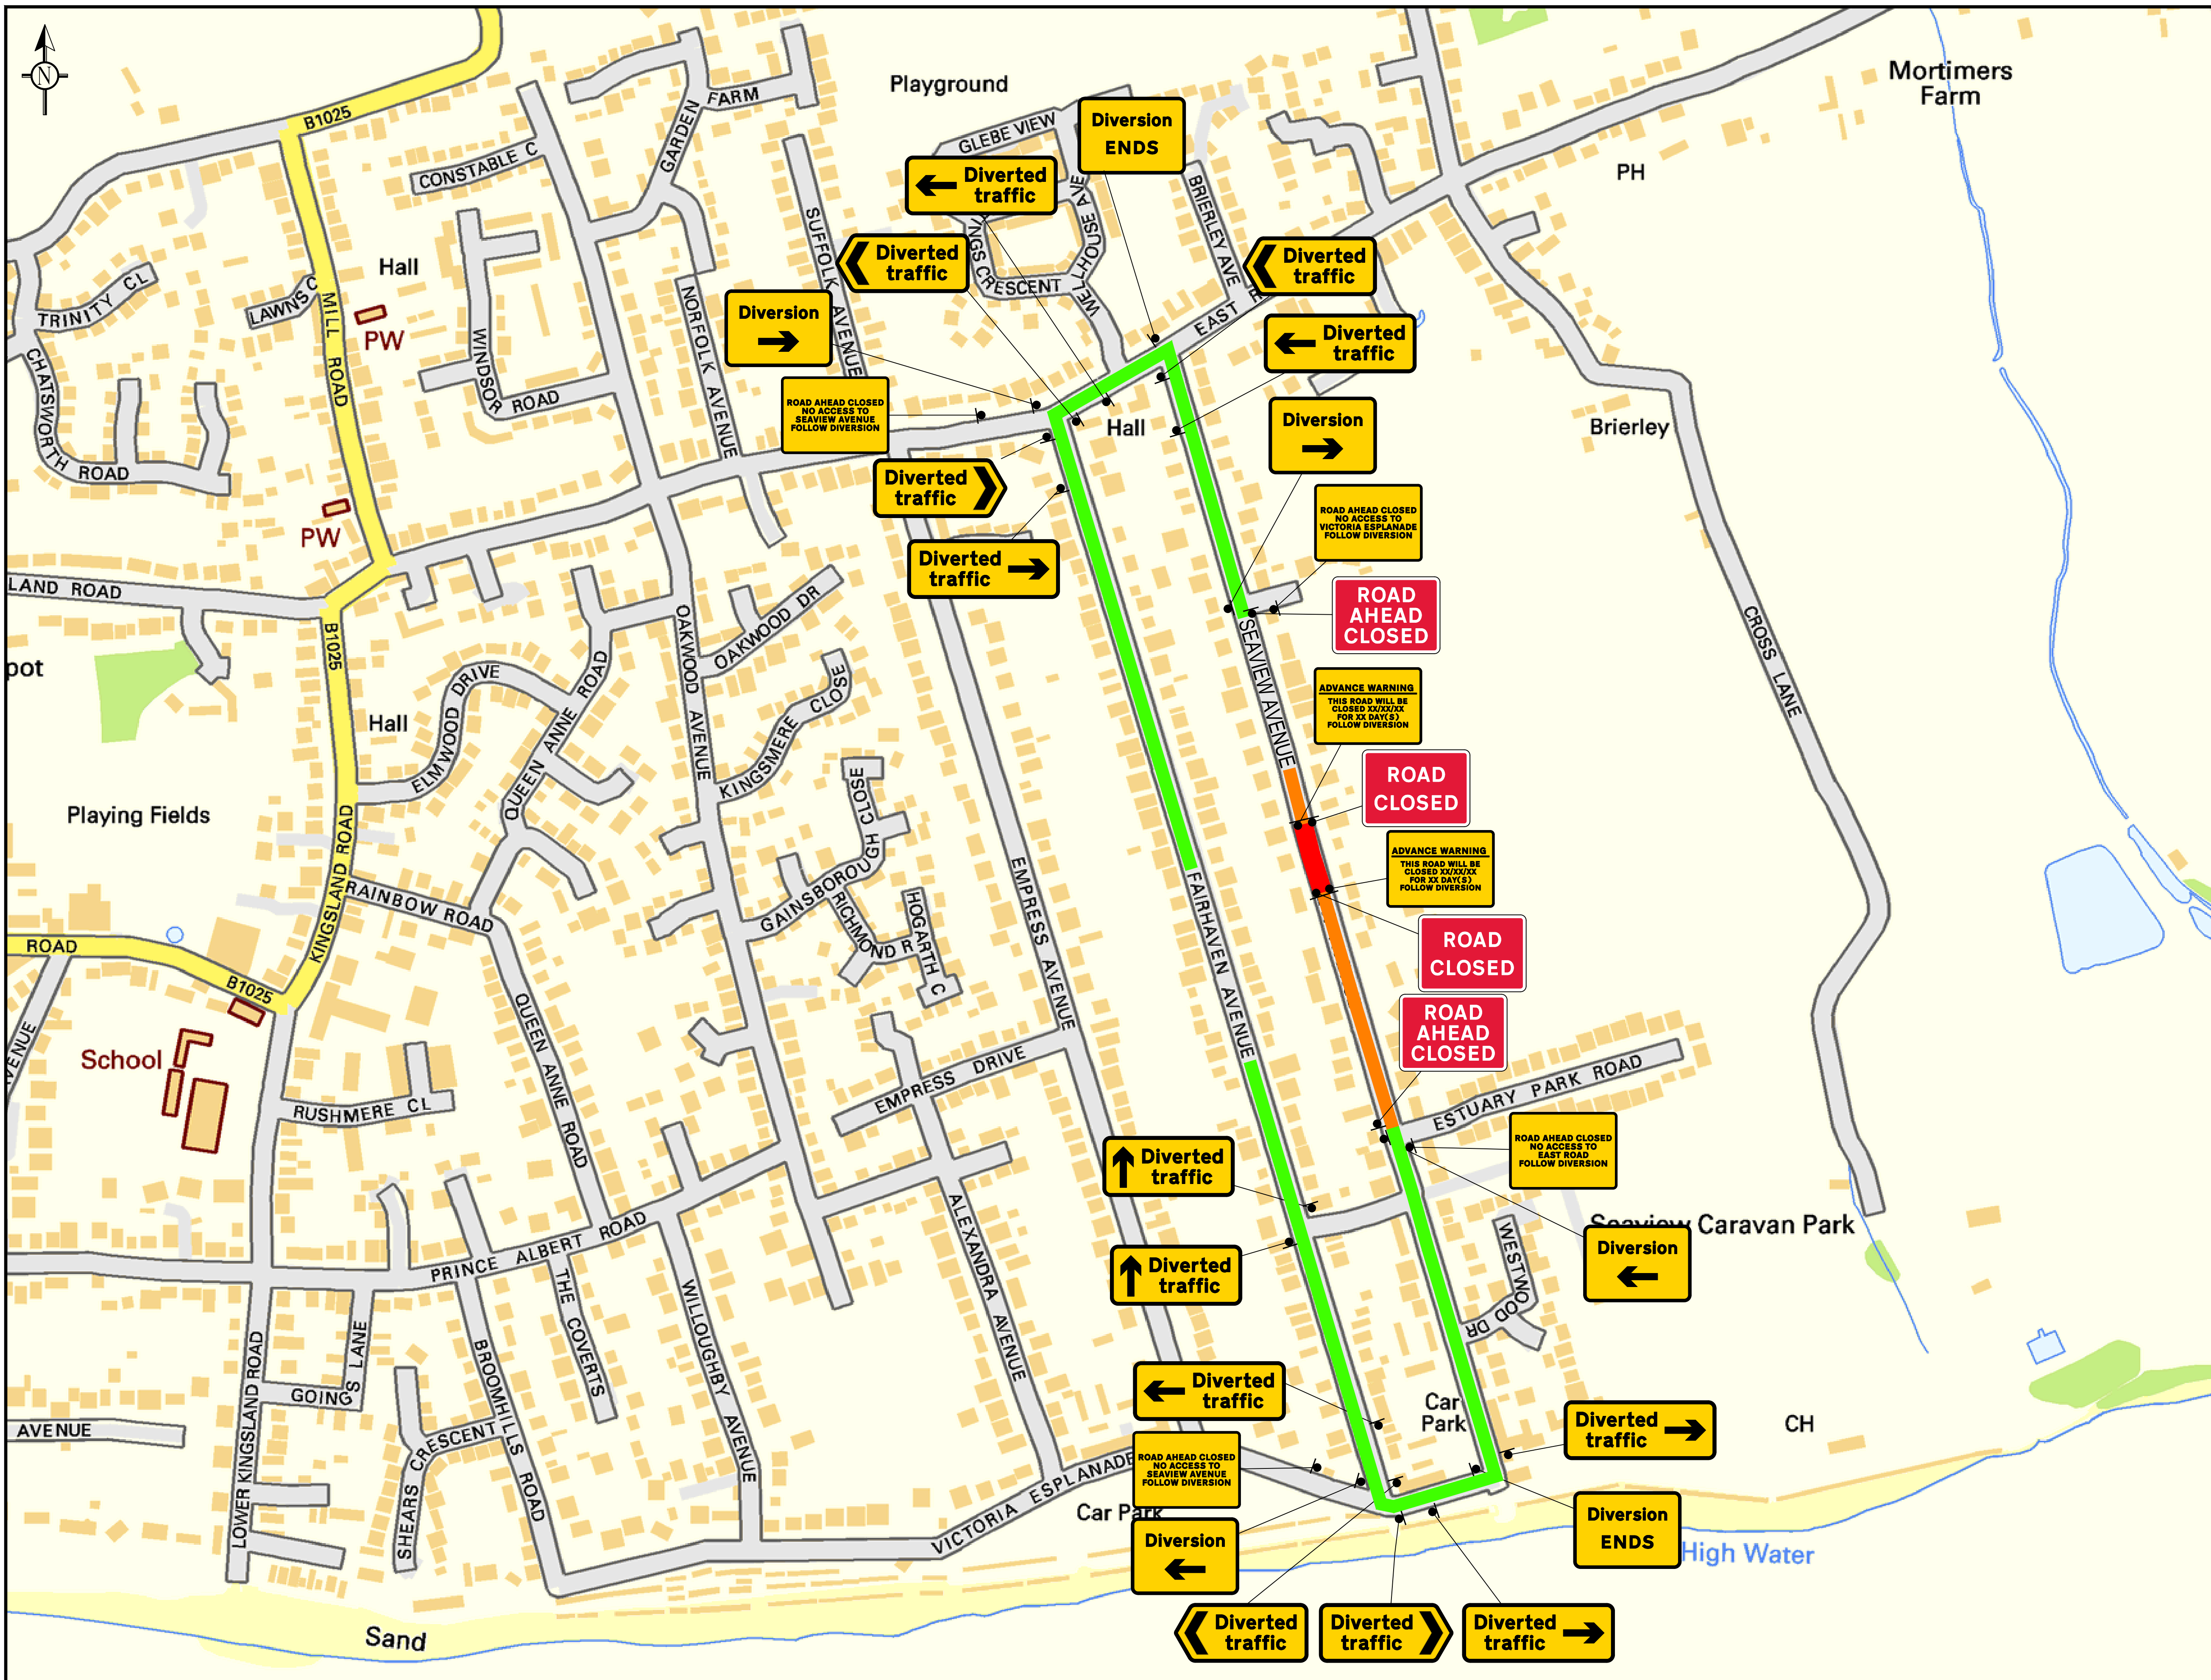 N
Playground
Mortimers
Farm
PH
B1025
FARM
GARDEN
CONSTABLE C
GLEBE VIEW
Diversion
ENDS
Diverted
traffic
WELLHOUSE AVE
BRIERLEY AVE
SUFFOLK AVENUE
CRESCENT
Diverted
traffic
Diverted
traffic
EAST
Hall
TRINITY CL
LAWNS C
MILL ROAD
PW
WINDSOR ROAD
NORFOLK AVENUE
Diversion
Diverted
traffic
ROAD AHEAD CLOSED
NO ACCESS TO
SEAVIEW AVENUE
FOLLOW DIVERSION
Hall
Diversion
Brierley
CHATSWORTH ROAD
Diverted
traffic
ROAD AHEAD CLOSED
NO ACCESS TO
VICTORIA ESPLANADE
FOLLOW DIVERSION
PW
Diverted
traffic
LAND ROAD
ROAD
AHEAD
CLOSED
B1025
OAKWOOD DR
OAKWOOD AVENUE
SEAVIEW AVENUE
CROSS LANE
pot
ELMWOOD DRIVE
QUEEN ANNE ROAD
KINGSMERE CLOSE
ADVANCE WARNING
THIS ROAD WILL BE
CLOSED XX/XX/XX
FOR XX DAY(S)
FOLLOW DIVERSION
Hall
Playing Fields
ROAD
CLOSED
GAINSBOROUGH CLOSE
ADVANCE WARNING
THIS ROAD WILL BE
CLOSED XX/XX/XX
FOR XX DAY(S)
FOLLOW DIVERSION
KINGSLAND ROAD
RAINBOW ROAD
RICHMOND R
HOGARTH C
EMPRESS AVENUE
FAIRHAVEN AVENUE
ROAD
CLOSED
ROAD
B1025
ROAD
AHEAD
CLOSED
School
QUEEN ANNE ROAD
EMPRESS DRIVE
ESTUARY PARK ROAD
RUSHMERE CL
ROAD AHEAD CLOSED
NO ACCESS TO
EAST ROAD
FOLLOW DIVERSION
Diverted
traffic
Seaview Caravan Park
Diversion
Diverted
traffic
WESTWOOD DR
PRINCE ALBERT ROAD
THE COVERTS
WILLOUGHBY AVENUE
ALEXANDRA AVENUE
GOINGS LANE
BROOMHILLS ROAD
LOWER KINGSLAND ROAD
SHEARS CRESCENT
AVENUE
Diverted
traffic
Car
Park
Diverted
traffic
CH
ROAD AHEAD CLOSED
NO ACCESS TO
SEAVIEW AVENUE
FOLLOW DIVERSION
VICTORIA ESPLANADE
Car Park
Diversion
Diversion
ENDS
High Water
Diverted
traffic
Diverted
traffic
Diverted
traffic
Sand